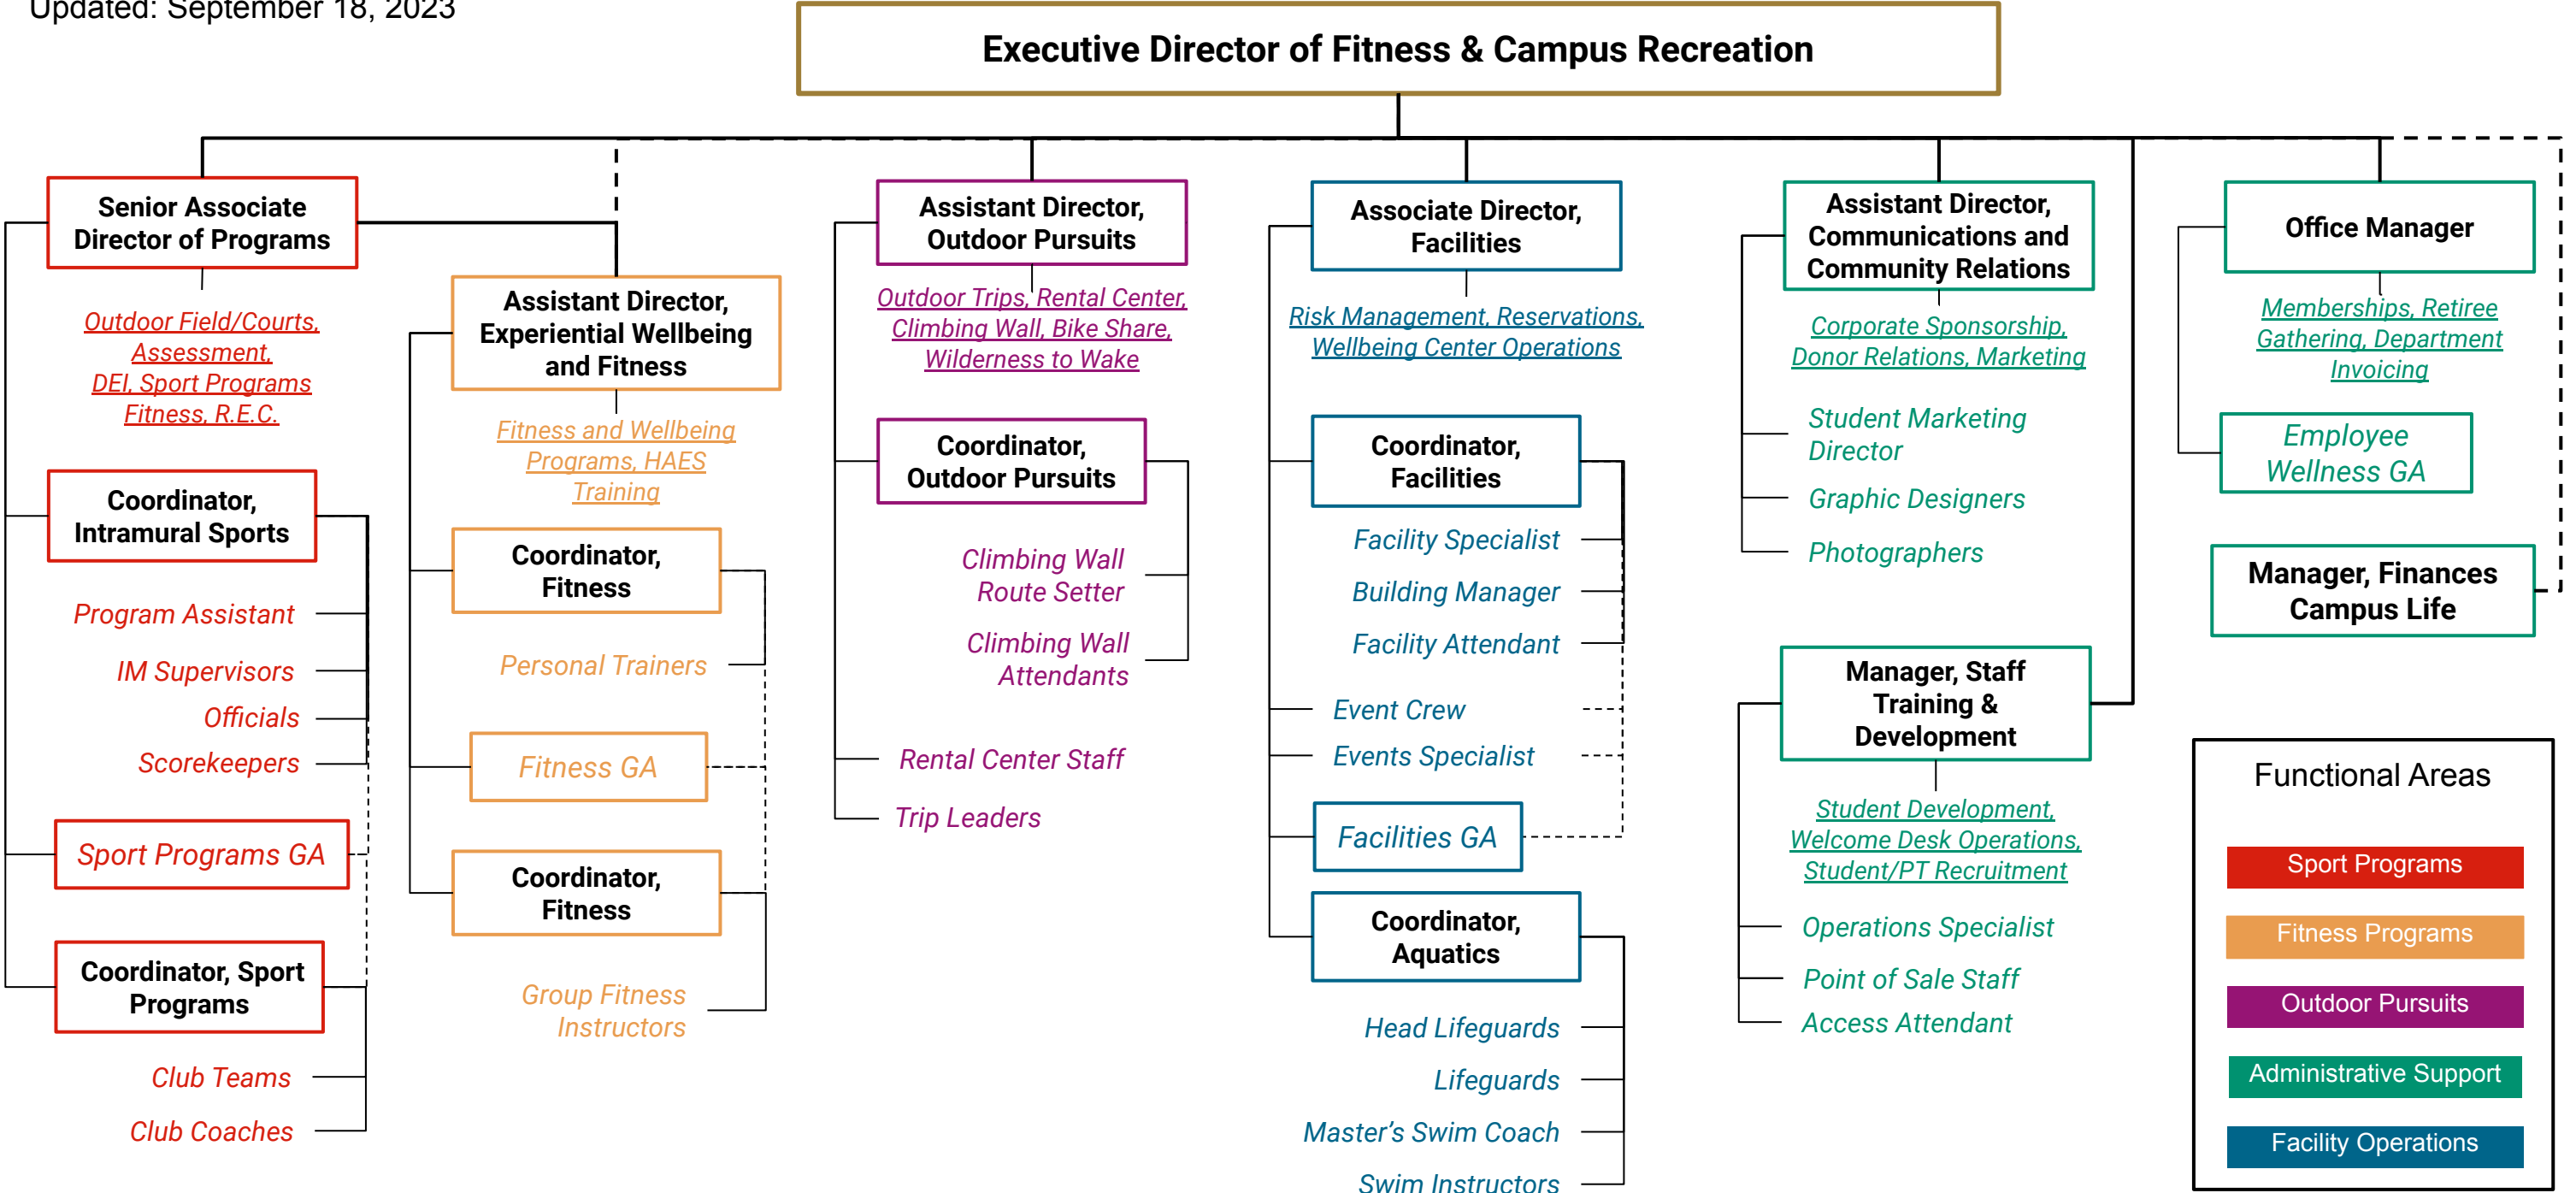 Updated: September 18, 2023
Executive Director of Fitness & Campus Recreation
Senior Associate
Director of Programs
Outdoor Field/Courts,
Assessment,
DEI, Sport Programs
Fitness, R.E.C.
Coordinator,
Intramural Sports
Program Assistant
IM Supervisors
Officials
Scorekeepers
Sport Programs GA
Coordinator, Sport
Programs
Club Teams
Club Coaches
Assistant Director,
Experiential Wellbeing
and Fitness
Fitness and Wellbeing
Programs, HAES
Training
Coordinator,
Fitness
Personal Trainers
Fitness GA
Coordinator,
Fitness
Group Fitness
Instructors
Assistant Director,
Outdoor Pursuits
Outdoor Trips, Rental Center,
Climbing Wall, Bike Share,
Wilderness to Wake
Coordinator,
Outdoor Pursuits
Climbing Wall
Route Setter
Climbing Wall
Attendants
Rental Center Staff
Trip Leaders
Associate Director,
Facilities
Risk Management, Reservations,
Wellbeing Center Operations
Coordinator,
Facilities
Facility Specialist
Building Manager
Facility Attendant
Event Crew
Events Specialist
Facilities GA
Coordinator,
Aquatics
Head Lifeguards
Lifeguards
Master's Swim Coach
Swim Instructors
Assistant Director,
Communications and
Community Relations
Corporate Sponsorship,
Donor Relations, Marketing
Student Marketing
Director
Graphic Designers
Photographers
Manager, Staff
Training &
Development
Student Development,
Welcome Desk Operations,
Student/PT Recruitment
Operations Specialist
Point of Sale Staff
Access Attendant
Office Manager
Memberships, Retiree
Gathering, Department
Invoicing
Employee
Wellness GA
Manager, Finances
Campus Life
Functional Areas
Sport Programs
Fitness Programs
Outdoor Pursuits
Administrative Support
Facility Operations